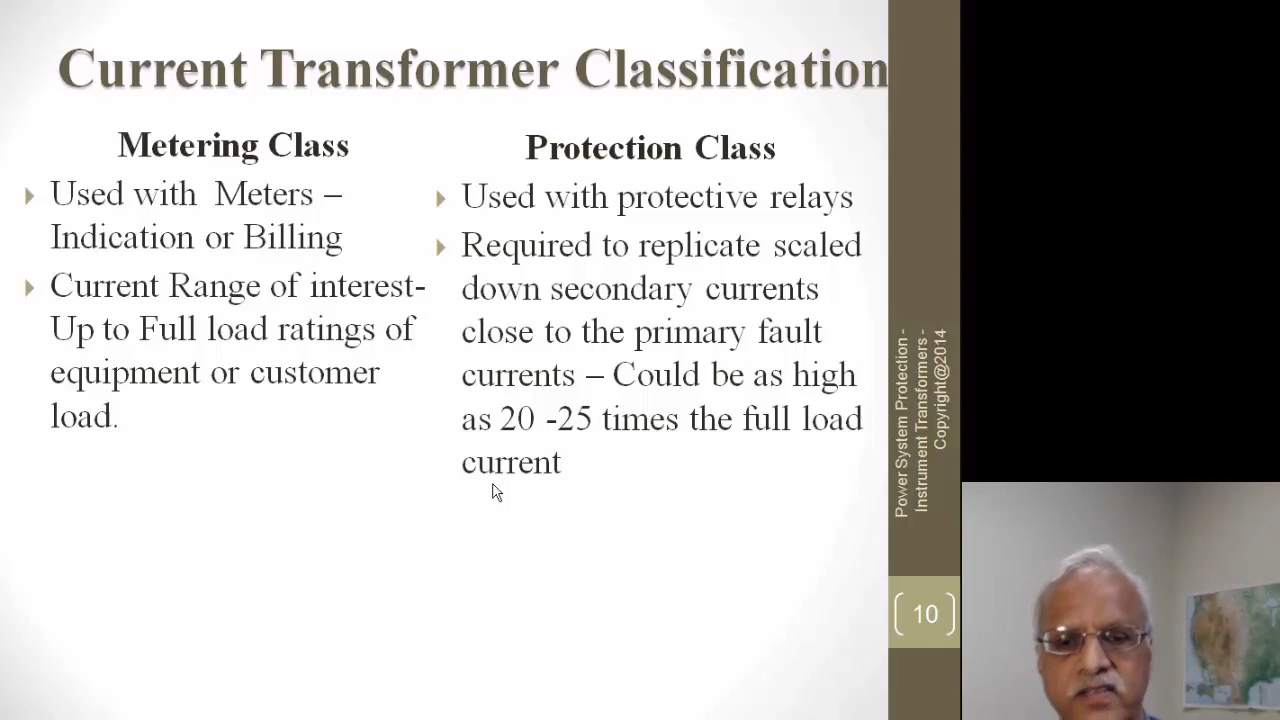 Current Transformer Classification
Metering Class
Used with Meters –
Indication or Billing
Current Range of interest-
Up to Full load ratings of
equipment or customer
load.
Protection Class
Used with protective relays
Required to replicate scaled
down secondary currents
close to the primary fault
currents – Could be as high
as 20 -25 times the full load
current
Power System Protection -
Instrument Transformers -
Copyright@2014
10